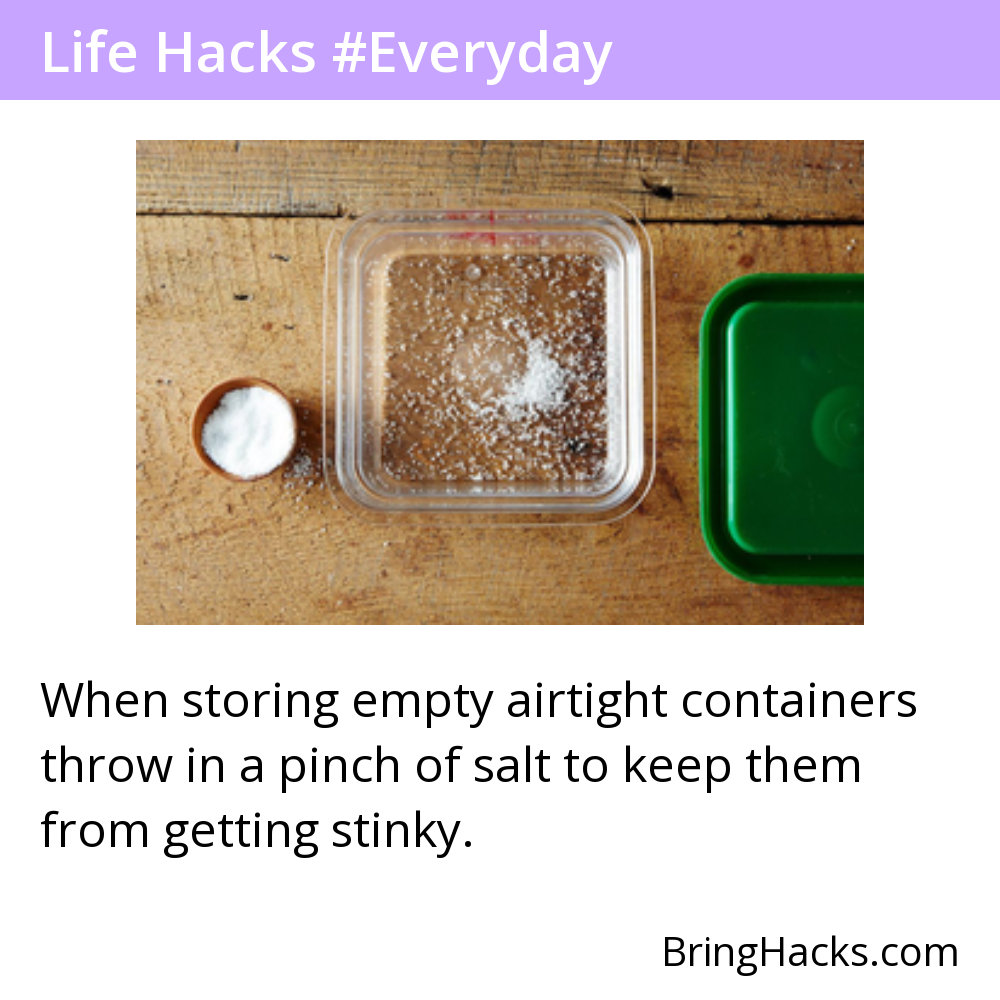 Life Hacks #Everyday
When storing empty airtight containers
throw in a pinch of salt to keep them
from getting stinky.
BringHacks.com